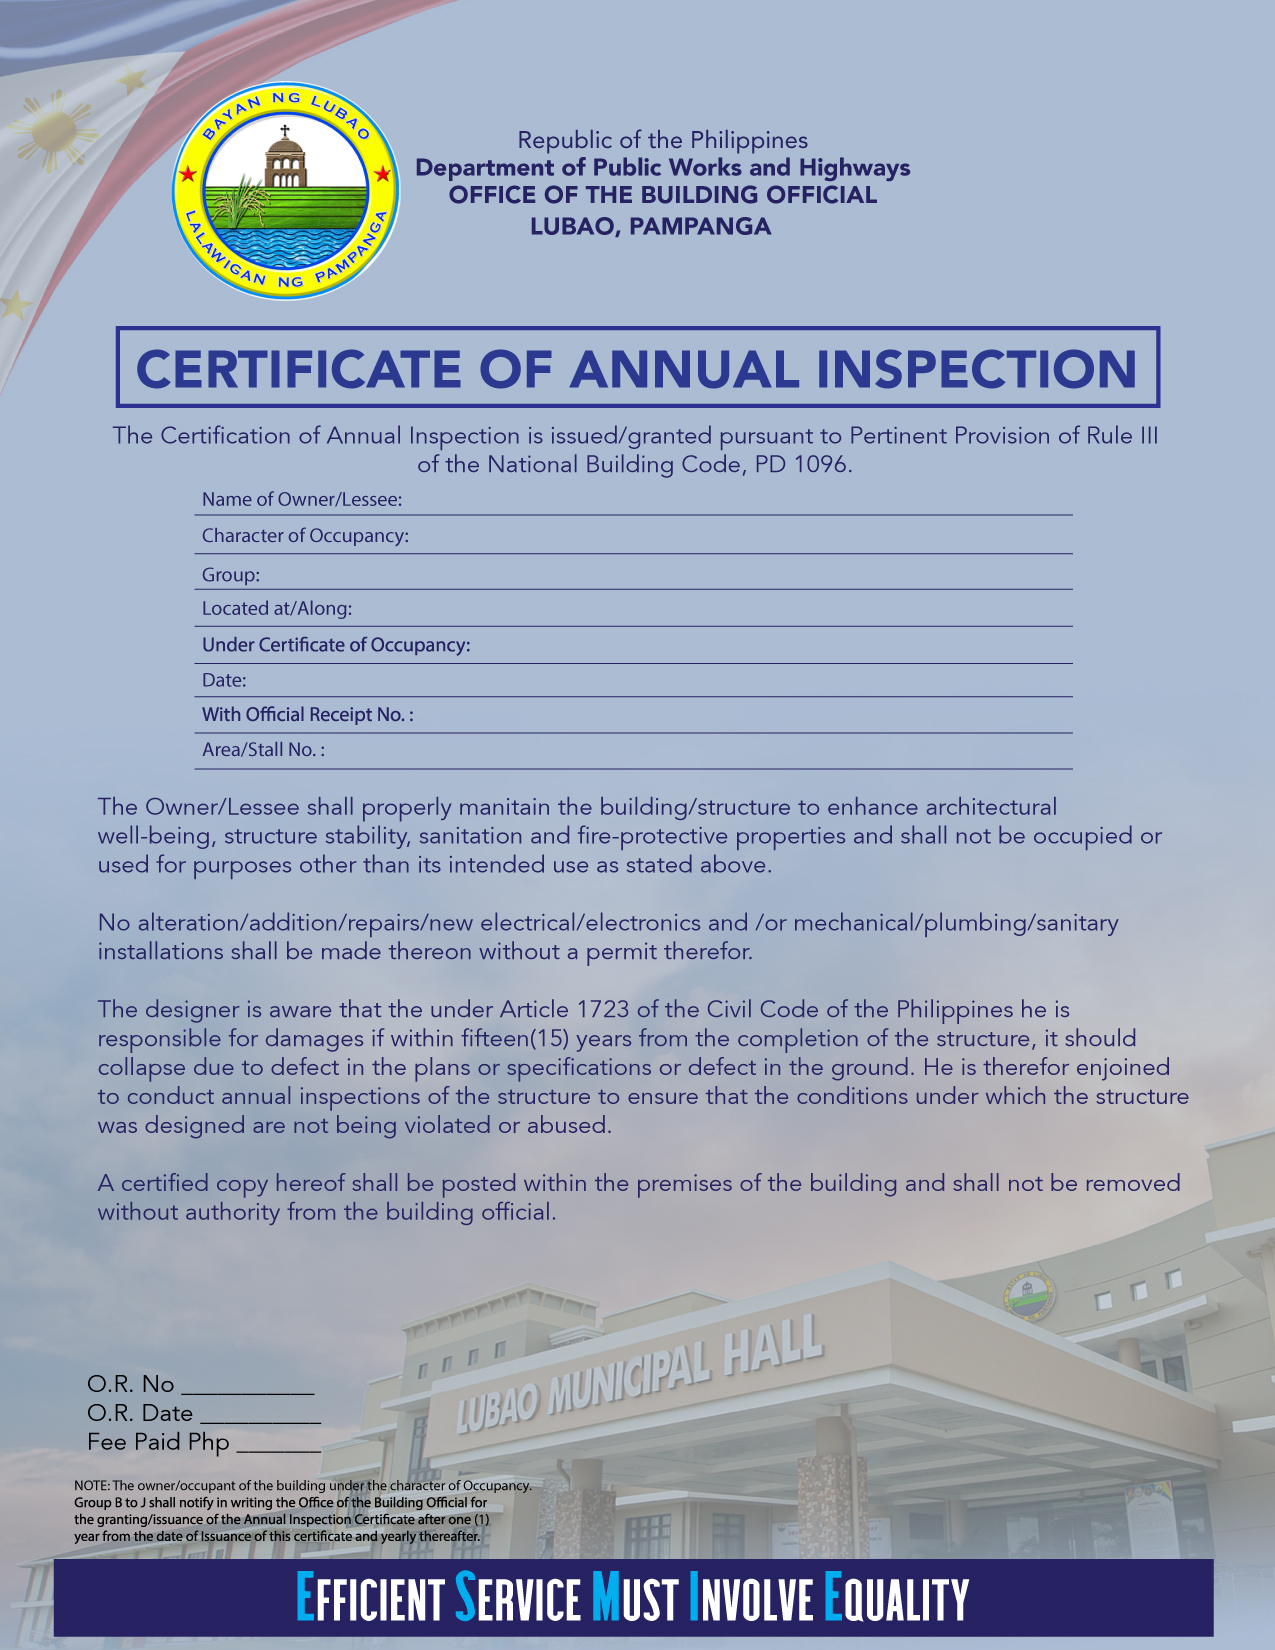 BAYAN NG LUBAO
LALAWIGAN NG PAMPANGA
Republic of the Philippines
Department of Public Works and Highways
OFFICE OF THE BUILDING OFFICIAL
LUBAO, PAMPANGA
CERTIFICATE OF ANNUAL INSPECTION
The Certification of Annual Inspection is issued/granted pursuant to Pertinent Provision of Rule III
of the National Building Code, PD 1096.
Name of Owner/Lessee:
Character of Occupancy:
Group:
Located at/Along:
Under Certificate of Occupancy:
Date:
With Official Receipt No. :
Area/Stall No. :
The Owner/Lessee shall properly manitain the building/structure to enhance architectural
well-being, structure stability, sanitation and fire-protective properties and shall not be occupied or
used for purposes other than its intended use as stated above.
No alteration/addition/repairs/new electrical/electronics and /or mechanical/plumbing/sanitary
installations shall be made thereon without a permit therefor.
The designer is aware that the under Article 1723 of the Civil Code of the Philippines he is
responsible for damages if within fifteen(15) years from the completion of the structure, it should
collapse due to defect in the plans or specifications or defect in the ground. He is therefor enjoined
to conduct annual inspections of the structure to ensure that the conditions under which the structure
was designed are not being violated or abused.
A certified copy hereof shall be posted within the premises of the building and shall not be removed
without authority from the building official.
LUBAO MUNICIPAL HALL
O.R. No ___________
O.R. Date __________
Fee Paid Php _______
NOTE: The owner/occupant of the building under the character of Occupancy.
Group B to J shall notify in writing the Office of the Building Official for
the granting/issuance of the Annual Inspection Certificate after one (1)
year from the date of Issuance of this certificate and yearly thereafter.
EFFICIENT SERVICE MUST INVOLVE EQUALITY